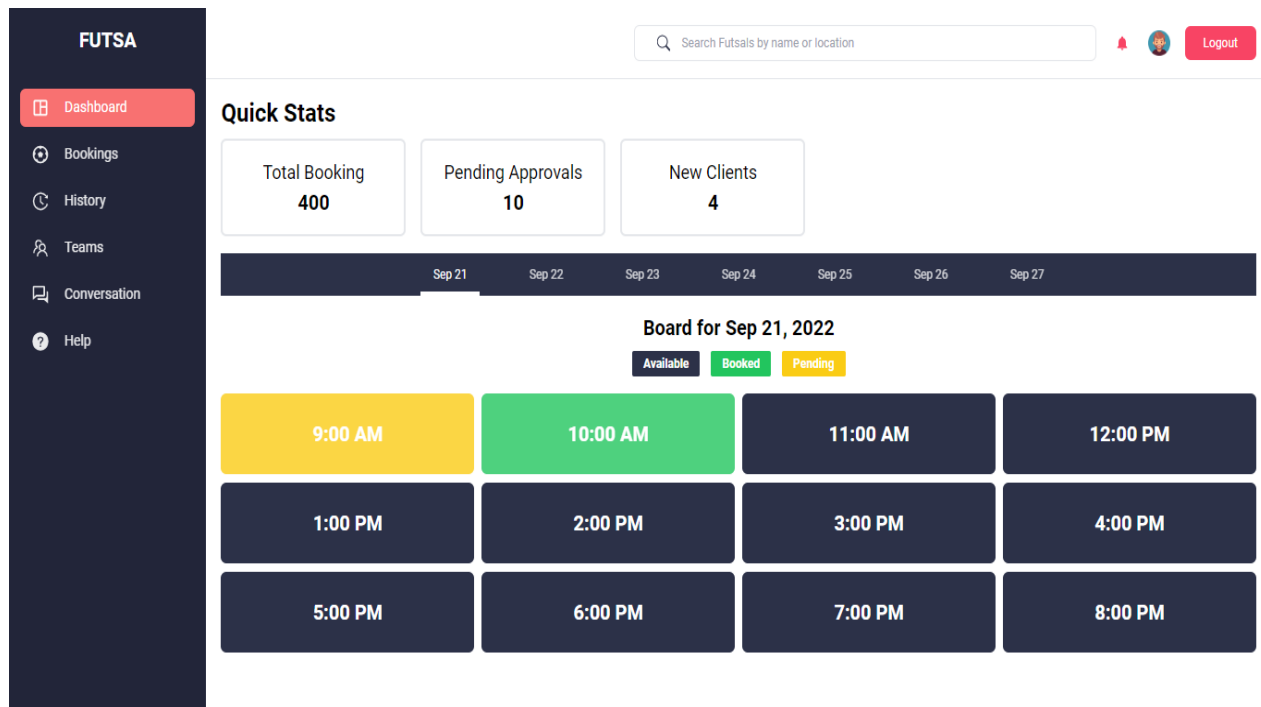 FUTSA
Search Futsals by name or location
Logout
Dashboard
Bookings
History
Teams
Conversation
Help
Quick Stats
Total Booking
400
Pending Approvals
10
New Clients
4
Sep 21 Sep 22 Sep 23 Sep 24 Sep 25 Sep 26 Sep 27
Board for Sep 21, 2022
Available Booked Pending
9:00 AM 10:00 AM 11:00 AM 12:00 PM
1:00 PM 2:00 PM 3:00 PM 4:00 PM
5:00 PM 6:00 PM 7:00 PM 8:00 PM